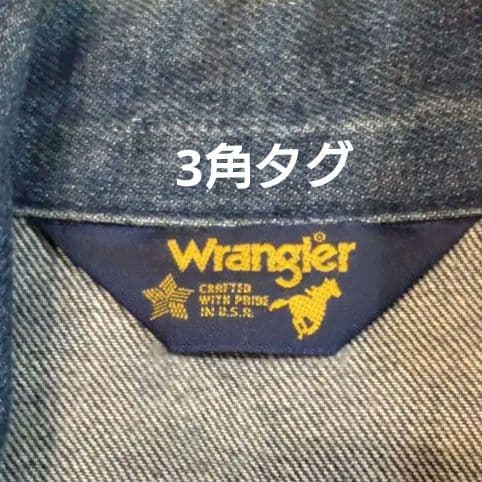 3角タグ
Wrangler®
CRAFTED
WITH PRIDE
IN U.S.A.